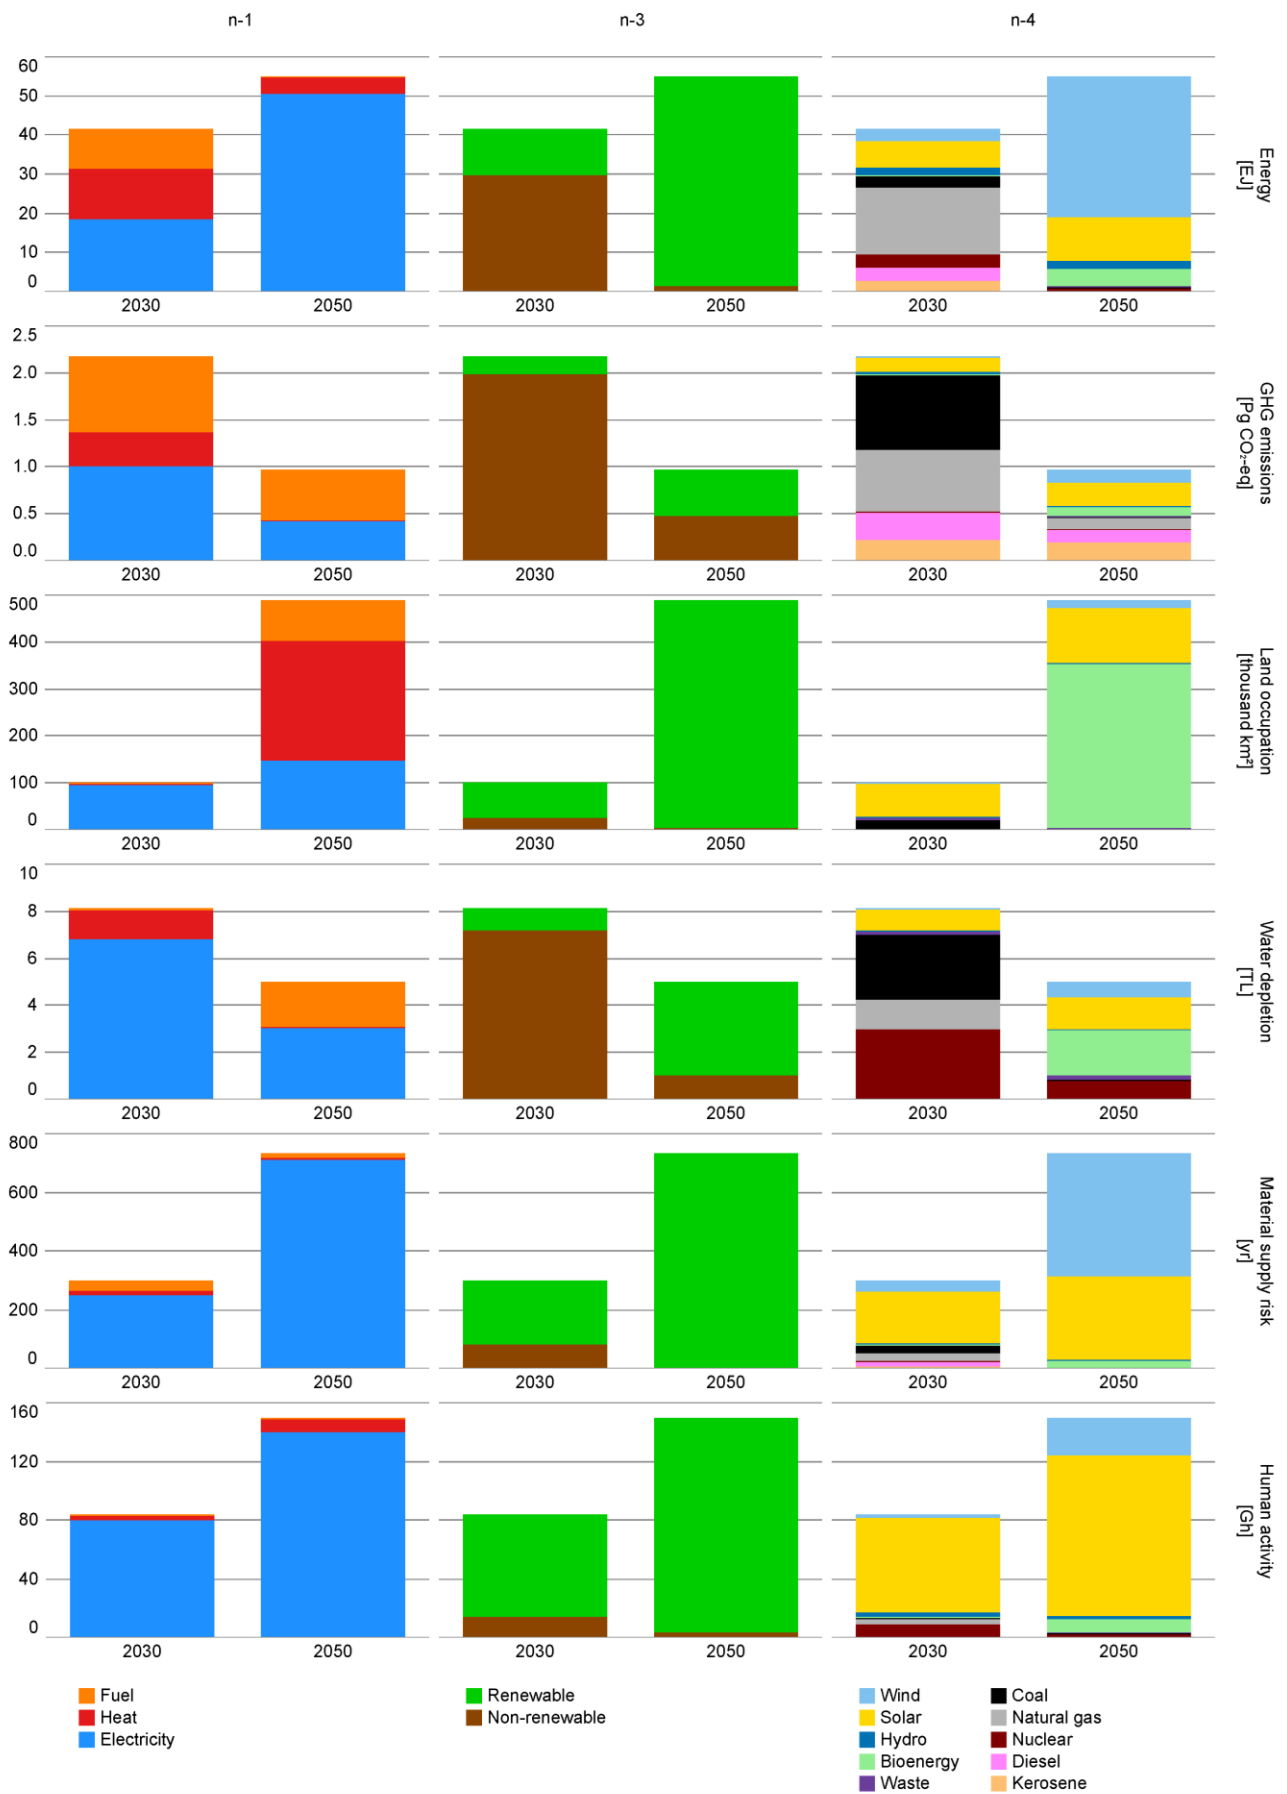 n-1 n-3 n-4
60
50
40
30
20
10
0
Energy
[EJ]
2030 2050 2030 2050 2030 2050
2.5
2.0
1.5
1.0
0.5
0.0
GHG emissions
[Pg CO₂-eq]
2030 2050 2030 2050 2030 2050
500
400
300
200
100
0
Land occupation
[thousand km²]
2030 2050 2030 2050 2030 2050
10
8
6
4
2
0
Water depletion
[TL]
2030 2050 2030 2050 2030 2050
800
600
400
200
0
Material supply risk
[yr]
2030 2050 2030 2050 2030 2050
160
120
80
40
0
Human activity
[Gh]
2030 2050 2030 2050 2030 2050
Fuel
Heat
Electricity
Renewable
Non-renewable
Wind
Solar
Hydro
Bioenergy
Waste
Coal
Natural gas
Nuclear
Diesel
Kerosene